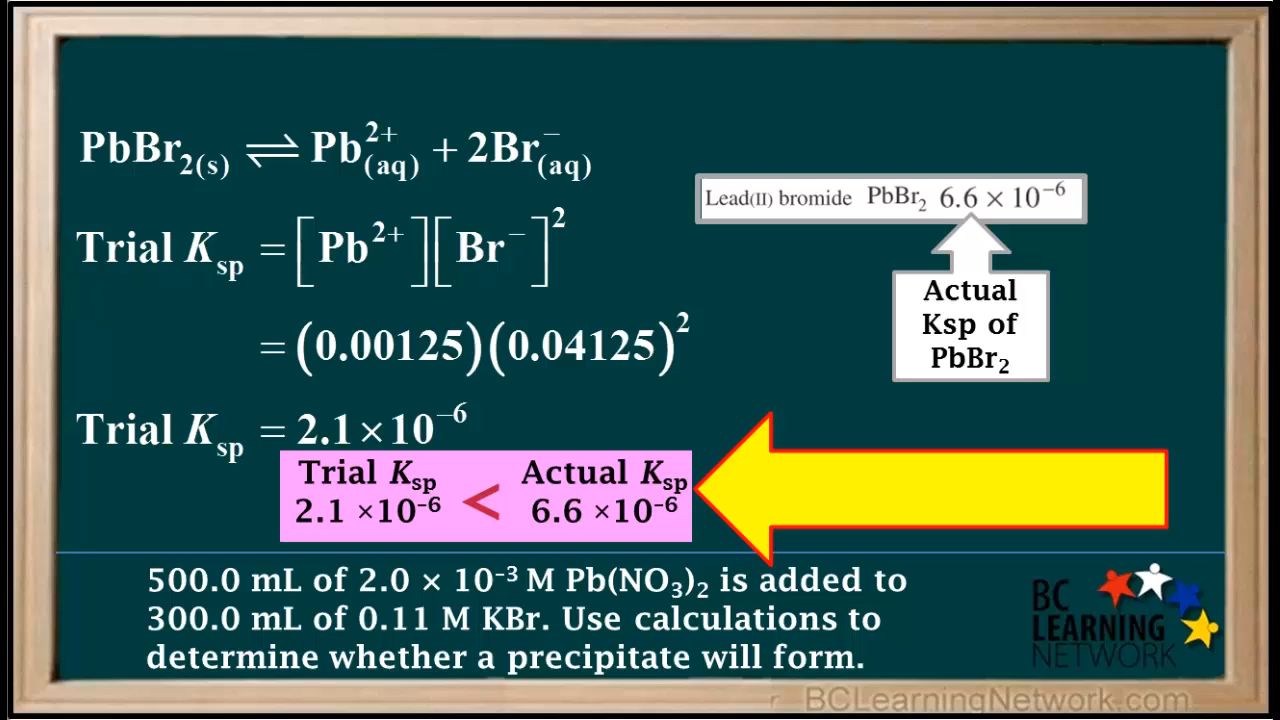 PbBr₂₍ₛ₎ ⇌ Pb²⁺(aq) + 2Br⁻(aq)
Lead(II) bromide PbBr₂ 6.6 × 10⁻⁶
Trial Ksp = [Pb²⁺][Br⁻]²
Actual
Ksp of
PbBr₂
= (0.00125)(0.04125)²
Trial Ksp = 2.1 × 10⁻⁶
Trial Ksp < Actual Ksp
2.1 ×10⁻⁶ 6.6 ×10⁻⁶
500.0 mL of 2.0 × 10⁻³ M Pb(NO₃)₂ is added to
300.0 mL of 0.11 M KBr. Use calculations to
determine whether a precipitate will form.
BC
LEARNING
NETWORK
BCLearningNetwork.com